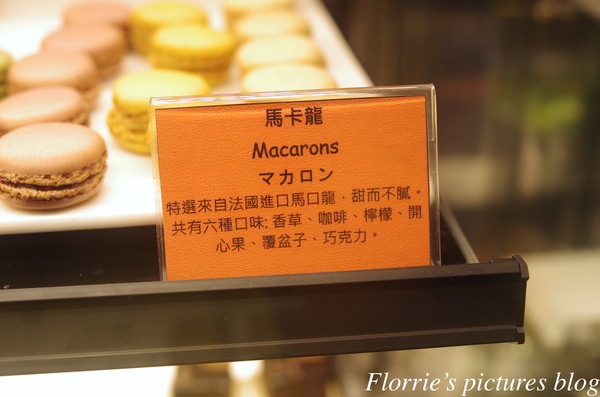 馬卡龍
Macarons
マカロン
特選來自法國進口馬口龍﹐甜而不膩。
共有六種口味: 香草、咖啡、檸檬、開
心果、覆盆子、巧克力。
Florrie's pictures blog